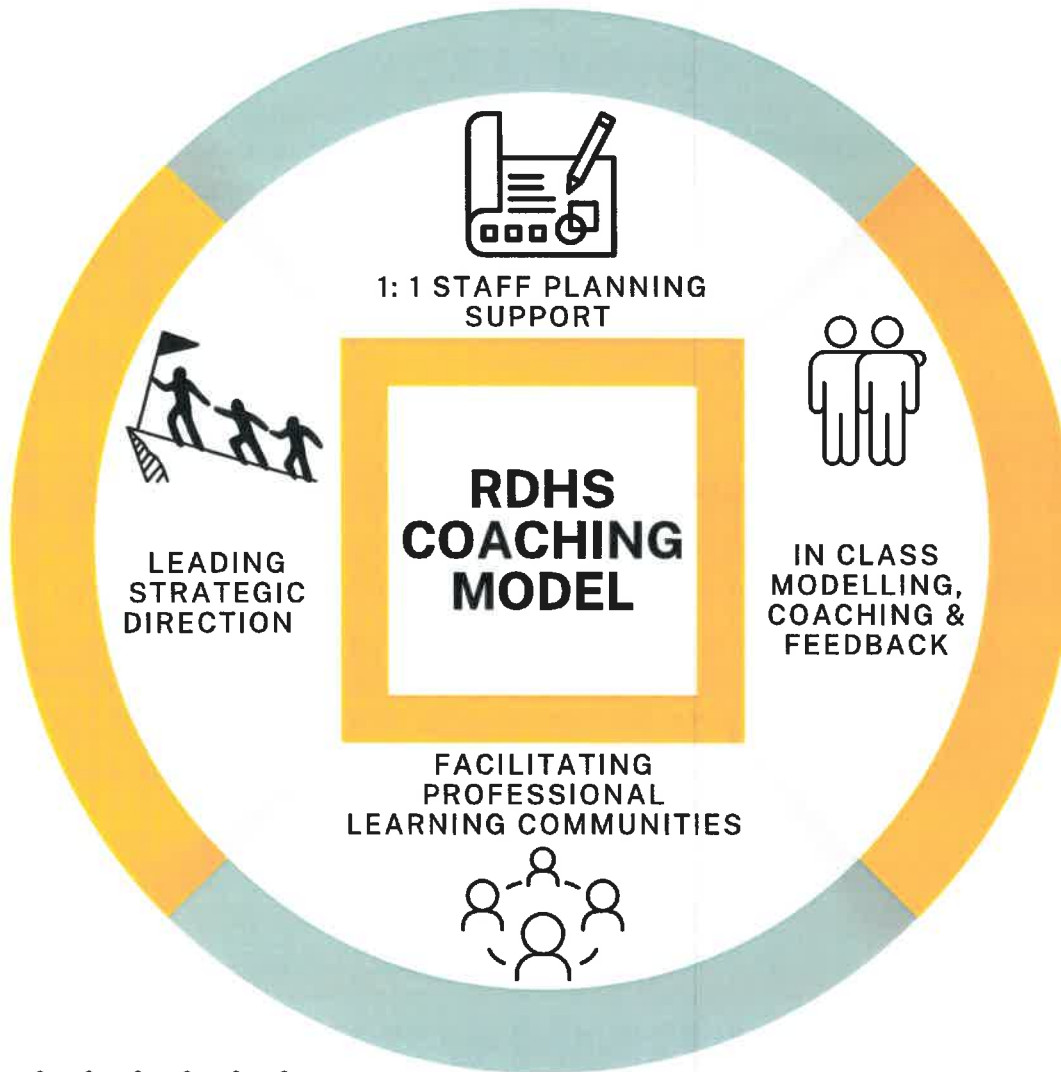 1: 1 STAFF PLANNING
SUPPORT
LEADING
STRATEGIC
DIRECTION
RDHS
COACHING
MODEL
IN CLASS
MODELLING,
COACHING &
FEEDBACK
FACILITATING
PROFESSIONAL
LEARNING COMMUNITIES